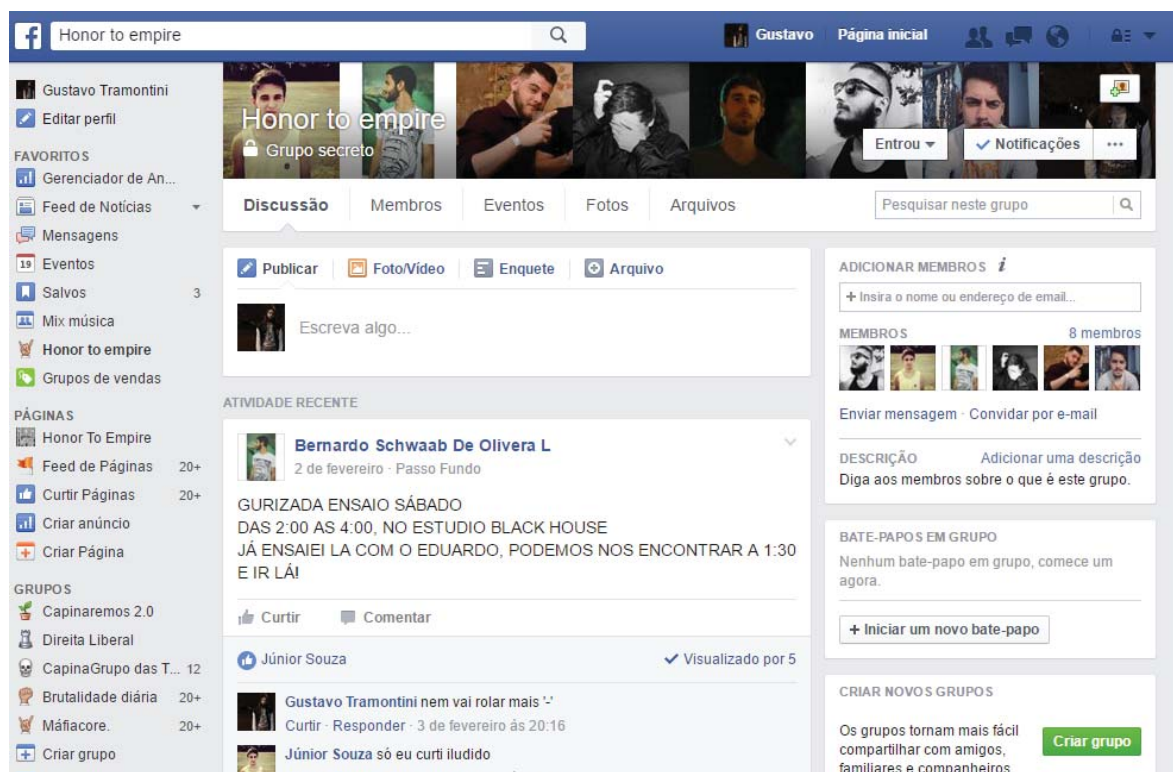 Honor to empire
Gustavo
Página inicial
Gustavo Tramontini
Editar perfil
FAVORITOS
Gerenciador de An...
Feed de Notícias
Mensagens
19 Eventos
Salvos 3
Mix música
Honor to empire
Grupos de vendas
PÁGINAS
Honor To Empire
Feed de Páginas 20+
Curtir Páginas 20+
Criar anúncio
Criar Página
GRUPOS
Capinaremos 2.0
Direita Liberal
CapinaGrupo das T... 12
Brutalidade diária 20+
Máfiacore. 20+
Criar grupo
Honor to empire
Grupo secreto
Entrou
Notificações
Discussão Membros Eventos Fotos Arquivos
Pesquisar neste grupo
Publicar Foto/Vídeo Enquete Arquivo
Escreva algo...
ATIVIDADE RECENTE
Bernardo Schwaab De Olivera L
2 de fevereiro · Passo Fundo
GURIZADA ENSAIO SÁBADO
DAS 2:00 AS 4:00, NO ESTUDIO BLACK HOUSE
JÁ ENSAIEI LA COM O EDUARDO, PODEMOS NOS ENCONTRAR A 1:30
E IR LÁ!
Curtir Comentar
Júnior Souza
Visualizado por 5
Gustavo Tramontini nem vai rolar mais '-'
Curtir · Responder · 3 de fevereiro às 20:16
Júnior Souza só eu curti iludido
ADICIONAR MEMBROS i
+ Insira o nome ou endereço de email...
MEMBROS 8 membros
Enviar mensagem · Convidar por e-mail
DESCRIÇÃO Adicionar uma descrição
Diga aos membros sobre o que é este grupo.
BATE-PAPOS EM GRUPO
Nenhum bate-papo em grupo, comece um
agora.
+ Iniciar um novo bate-papo
CRIAR NOVOS GRUPOS
Os grupos tornam mais fácil
compartilhar com amigos,
familiares e companheiros
Criar grupo